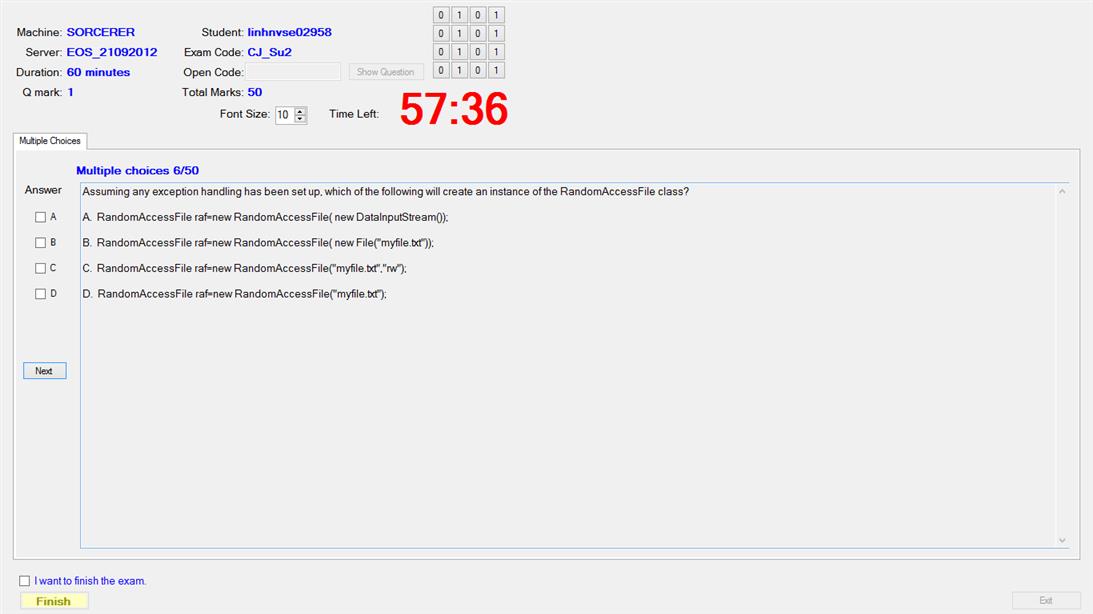 Machine: SORCERER
Student: linhnvse02958
0 1 0 1
Server: EOS_21092012
Exam Code: CJ_Su2
0 1 0 1
Duration: 60 minutes
Open Code:
Show Question
0 1 0 1
0 1 0 1
Q mark: 1
Total Marks: 50
Font Size: 10
Time Left: 57:36
Multiple Choices
Multiple choices 6/50
Answer
Assuming any exception handling has been set up, which of the following will create an instance of the RandomAccessFile class?
A
A. RandomAccessFile raf=new RandomAccessFile( new DataInputStream());
B
B. RandomAccessFile raf=new RandomAccessFile( new File("myfile.txt"));
C
C. RandomAccessFile raf=new RandomAccessFile("myfile.txt","rw");
D
D. RandomAccessFile raf=new RandomAccessFile("myfile.txt");
Next
I want to finish the exam.
Finish
Exit